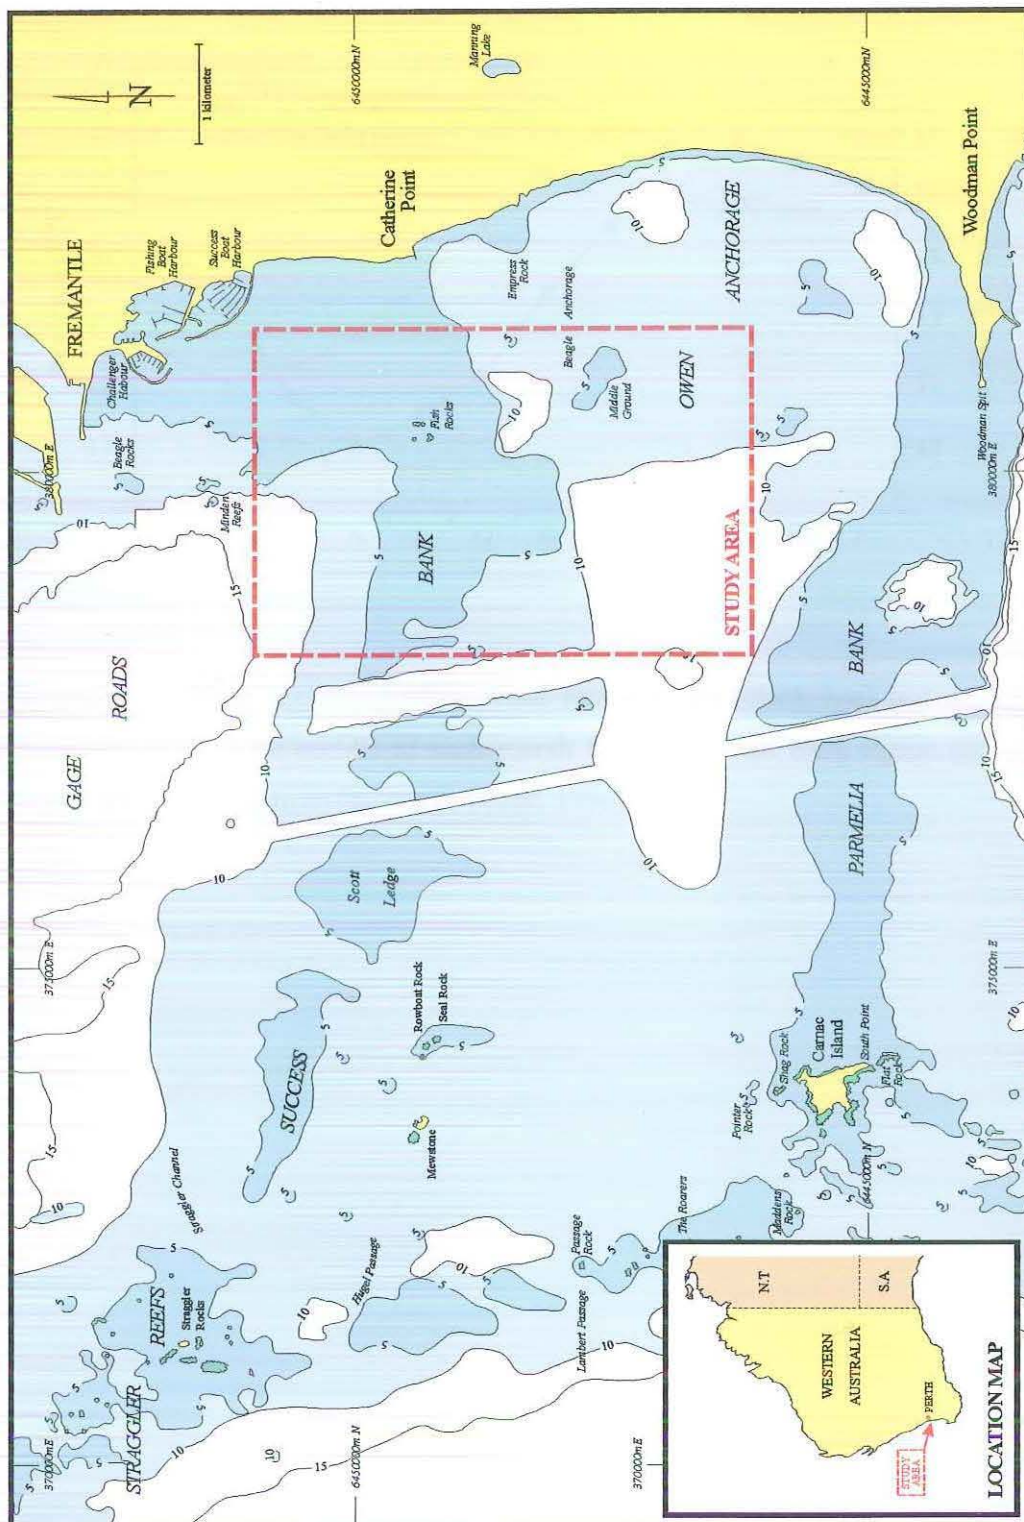 FREMANTLE
Fishing
Boat
Harbour
Success
Boat
Harbour
Challenger
Habour
Beagle
Rocks
380000m E
5
Minden
Reefs
10
15
GAGE
ROADS
N
1 kilometer
6450000mN
Manning
Lake
6445000mN
Catherine
Point
Empress
Rock
Beagle
Anchorage
Middle
Ground
OWEN
ANCHORAGE
Woodman Point
Woodman Spit
380000m E
Fish
Rocks
BANK
STUDY AREA
BANK
PARMELIA
Scott
Ledge
SUCCESS
375000m E
375000m E
Rowboat Rock
Seal Rock
Mewstone
Shag Rock
Carnac
Island
South Point
Flat
Rock
Pointer
Rock
6445000m N
Maddens
Rock
The Roarers
Passage
Rock
Lambert Passage
Hugel Passage
Straggler Channel
STRAGGLER
REEFS
Straggler
Rocks
370000mE
6450000m N
370000mE
WESTERN
AUSTRALIA
N.T
S.A
PERTH
STUDY
AREA
LOCATION MAP